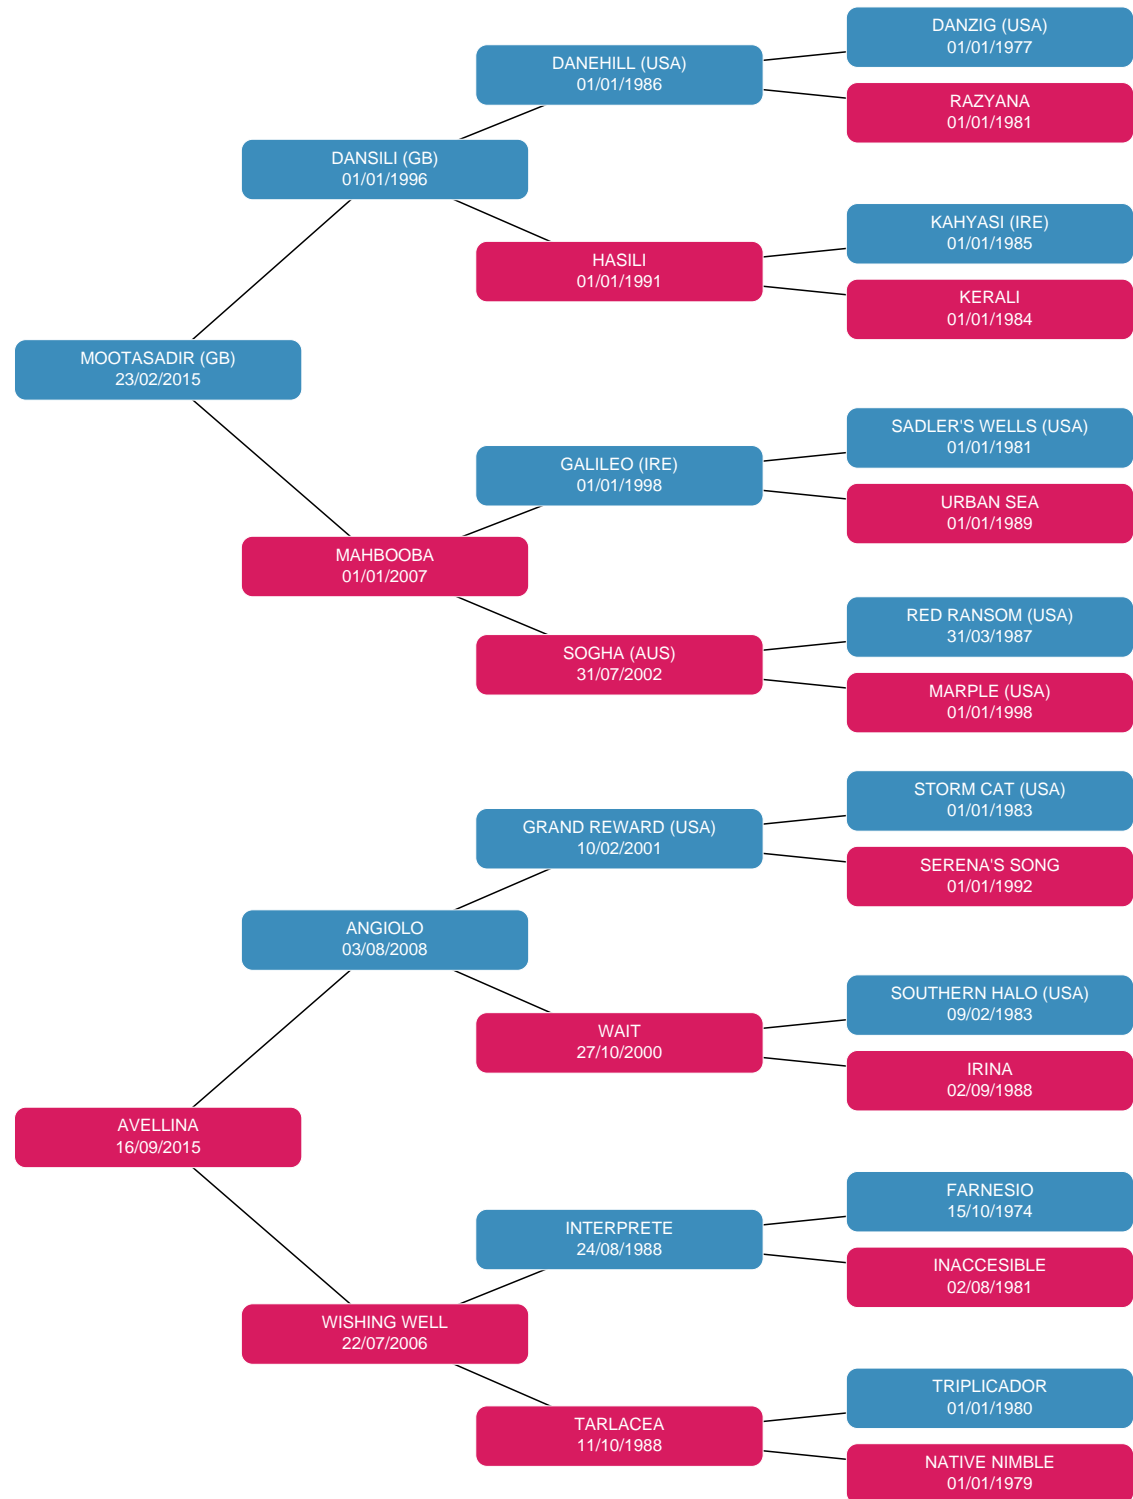 DANZIG (USA)
01/01/1977
DANEHILL (USA)
01/01/1986
RAZYANA
01/01/1981
DANSILI (GB)
01/01/1996
KAHYASI (IRE)
01/01/1985
HASILI
01/01/1991
KERALI
01/01/1984
MOOTASADIR (GB)
23/02/2015
SADLER'S WELLS (USA)
01/01/1981
GALILEO (IRE)
01/01/1998
URBAN SEA
01/01/1989
MAHBOOBA
01/01/2007
RED RANSOM (USA)
31/03/1987
SOGHA (AUS)
31/07/2002
MARPLE (USA)
01/01/1998
STORM CAT (USA)
01/01/1983
GRAND REWARD (USA)
10/02/2001
SERENA'S SONG
01/01/1992
ANGIOLO
03/08/2008
SOUTHERN HALO (USA)
09/02/1983
WAIT
27/10/2000
IRINA
02/09/1988
AVELLINA
16/09/2015
FARNESIO
15/10/1974
INTERPRETE
24/08/1988
INACCESIBLE
02/08/1981
WISHING WELL
22/07/2006
TRIPLICADOR
01/01/1980
TARLACEA
11/10/1988
NATIVE NIMBLE
01/01/1979